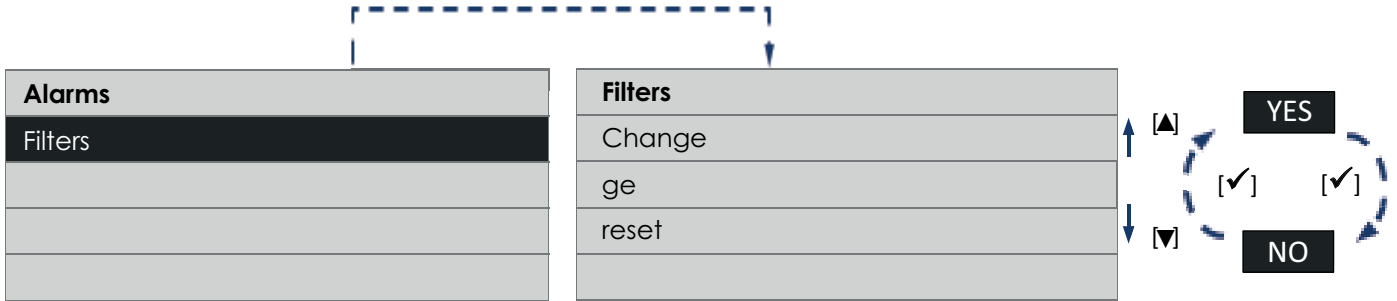 Alarms
Filters
Filters
Change
ge
reset
[▲]
[▼]
YES
[✓] [✓]
NO